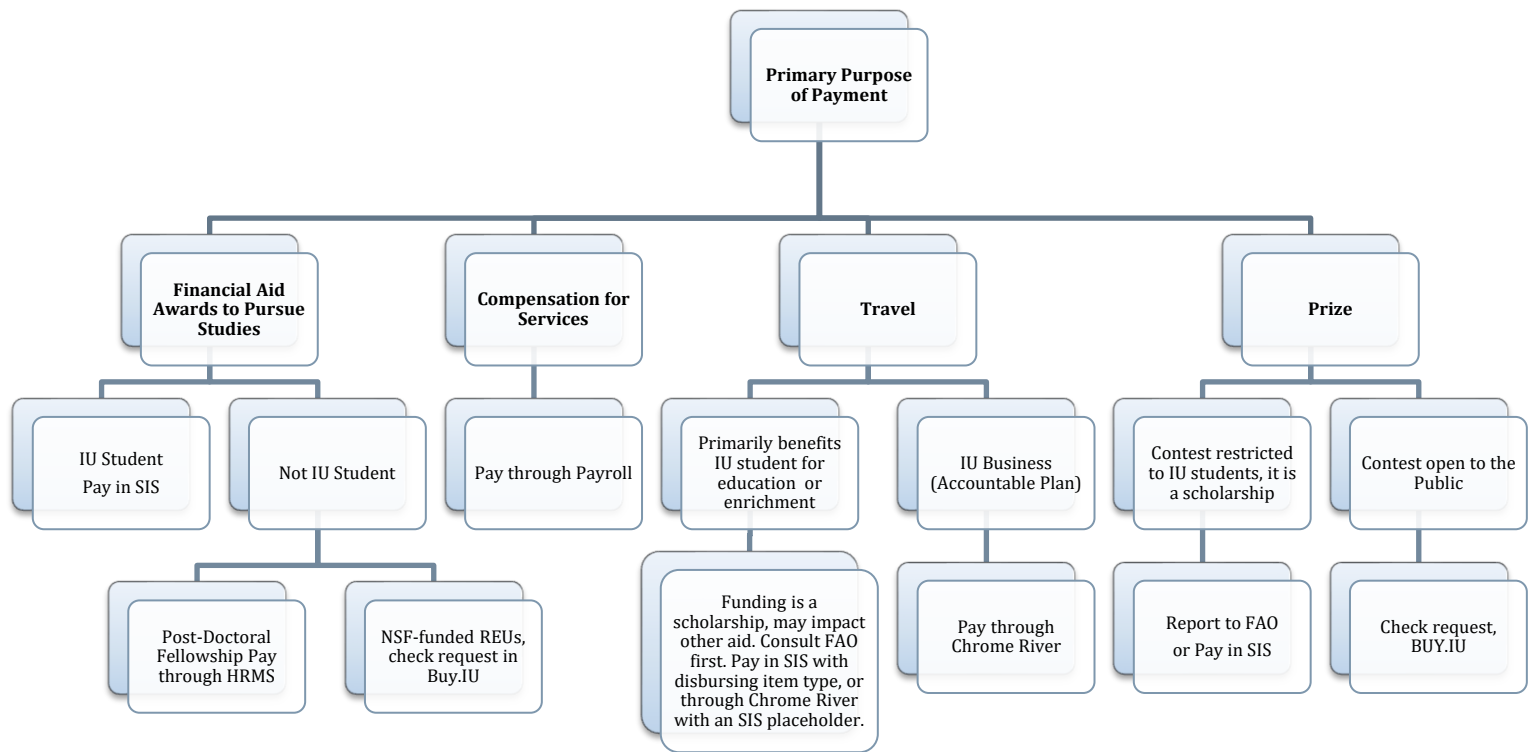 Primary Purpose
of Payment
Financial Aid
Awards to Pursue
Studies
Compensation for
Services
Travel
Prize
IU Student
Pay in SIS
Not IU Student
Pay through Payroll
Primarily benefits
IU student for
education or
enrichment
IU Business
(Accountable Plan)
Contest restricted
to IU students, it is
a scholarship
Contest open to the
Public
Post-Doctoral
Fellowship Pay
through HRMS
NSF-funded REUs,
check request in
Buy.IU
Funding is a
scholarship, may impact
other aid. Consult FAO
first. Pay in SIS with
disbursing item type, or
through Chrome River
with an SIS placeholder.
Pay through
Chrome River
Report to FAO
or Pay in SIS
Check request,
BUY.IU